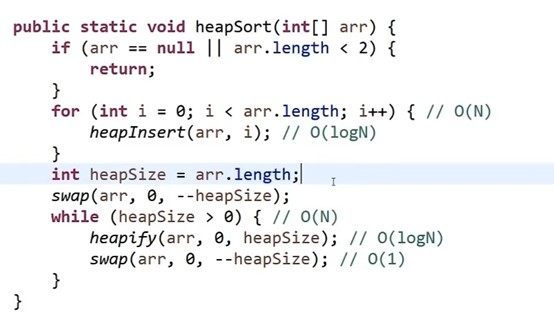 public static void heapSort(int[] arr) {
    if (arr == null || arr.length < 2) {
        return;
    }
    for (int i = 0; i < arr.length; i++) { // O(N)
        heapInsert(arr, i); // O(logN)
    }
    int heapSize = arr.length;
    swap(arr, 0, --heapSize);
    while (heapSize > 0) { // O(N)
        heapify(arr, 0, heapSize); // O(logN)
        swap(arr, 0, --heapSize); // O(1)
    }
}